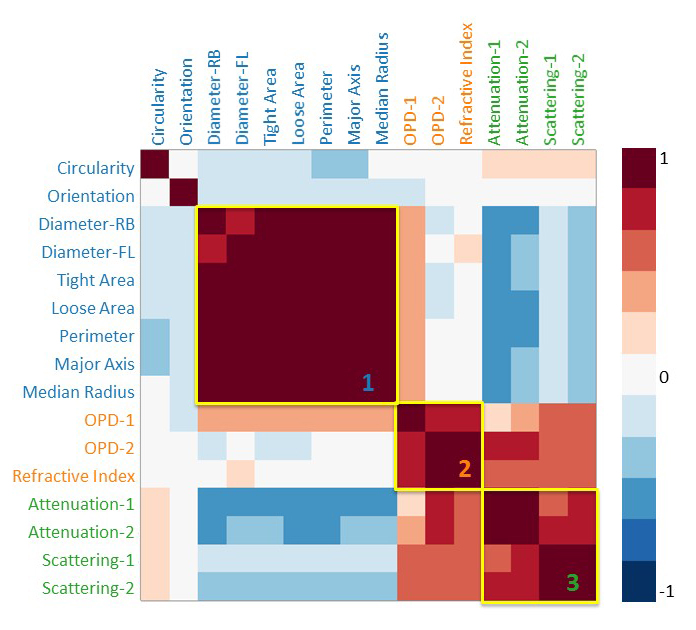 Circularity
Orientation
Diameter-RB
Diameter-FL
Tight Area
Loose Area
Perimeter
Major Axis
Median Radius
OPD-1
OPD-2
Refractive Index
Attenuation-1
Attenuation-2
Scattering-1
Scattering-2
Circularity
Orientation
Diameter-RB
Diameter-FL
Tight Area
Loose Area
Perimeter
Major Axis
Median Radius
OPD-1
OPD-2
Refractive Index
Attenuation-1
Attenuation-2
Scattering-1
Scattering-2
1
2
3
1
0
-1